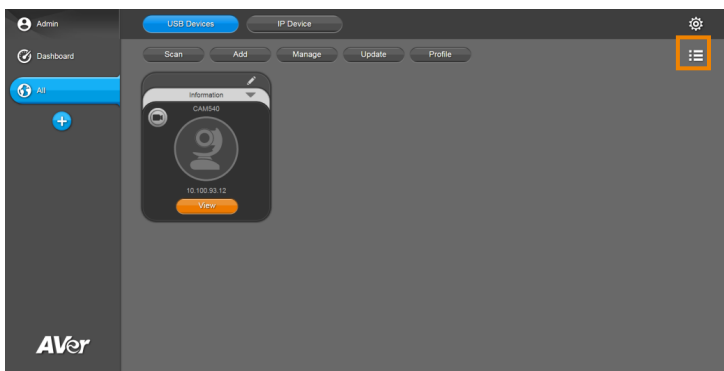 Admin
USB Devices
IP Device
Dashboard
Scan
Add
Manage
Update
Profile
All
Information
CAM540
10.100.93.12
View
AVer